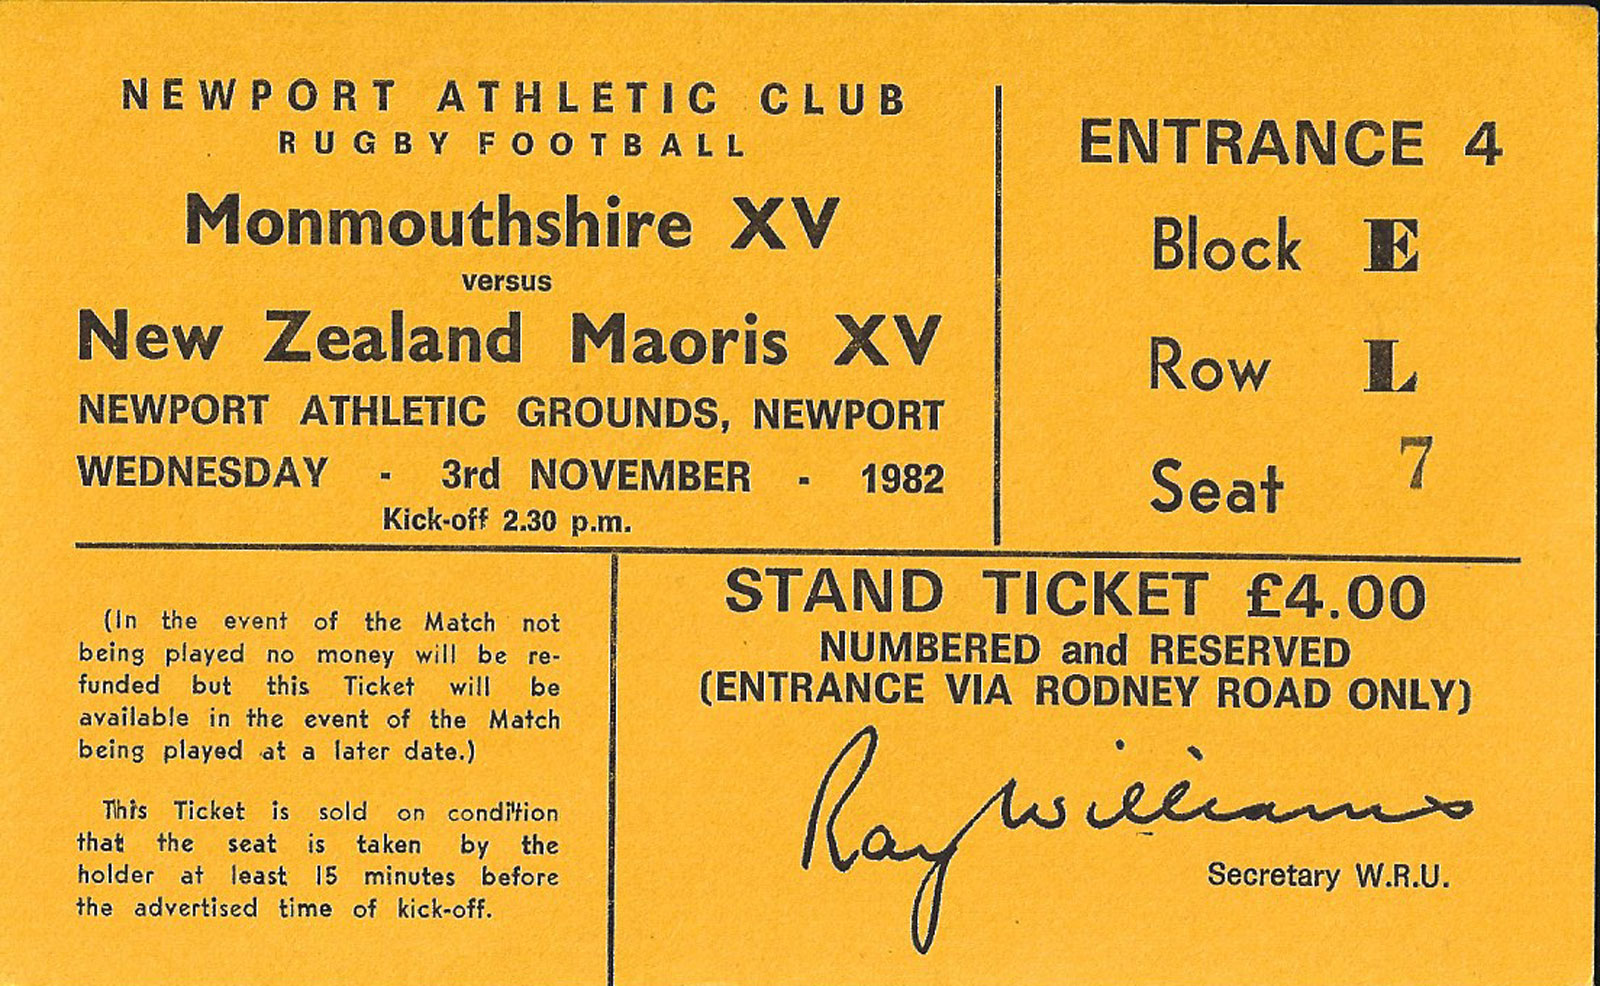 NEWPORT ATHLETIC CLUB
RUGBY FOOTBALL
Monmouthshire XV
versus
New Zealand Maoris XV
NEWPORT ATHLETIC GROUNDS, NEWPORT
WEDNESDAY - 3rd NOVEMBER - 1982
Kick-off 2.30 p.m.
ENTRANCE 4
Block E
Row L
Seat 7
(In the event of the Match not
being played no money will be re-
funded but this Ticket will be
available in the event of the Match
being played at a later date.)
This Ticket is sold on condition
that the seat is taken by the
holder at least 15 minutes before
the advertised time of kick-off.
STAND TICKET £4.00
NUMBERED and RESERVED
(ENTRANCE VIA RODNEY ROAD ONLY)
Ray Williams
Secretary W.R.U.